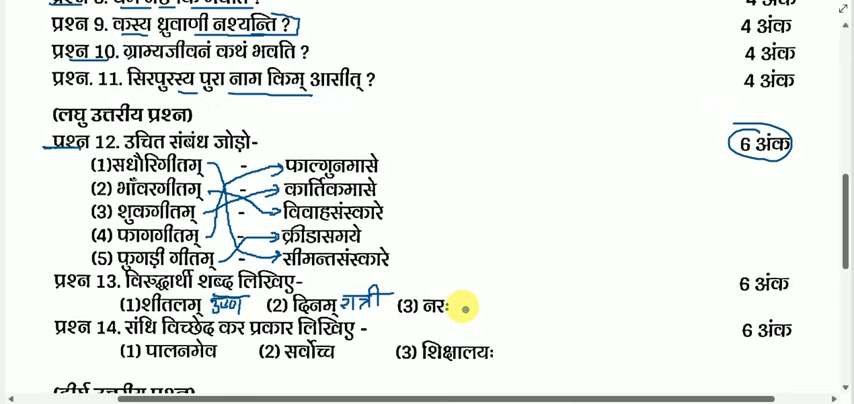 प्रश्न 9. कस्य ध्रुवाणी नश्यन्ति ? 4 अंक
प्रश्न 10. ग्राम्यजीवनं कथं भवति ? 4 अंक
प्रश्न. 11. सिरपुरस्य पुरा नाम किम् आसीत् ? 4 अंक
(लघु उत्तरीय प्रश्न)
प्रश्न 12. उचित संबंध जोड़ो- 6 अंक
(1)सधौरिगीतम् - फाल्गुनमासे
(2) भाँवरगीतम् - कार्तिकमासे
(3) शुकगीतम् - विवाहसंस्कारे
(4) फागगीतम् - क्रीडासमये
(5) फुगड़ी गीतम् - सीमन्तसंस्कारे
प्रश्न 13. विरुद्धार्थी शब्द लिखिए- 6 अंक
(1)शीतलम् उष्ण (2) दिनम् रात्री (3) नरः
प्रश्न 14. संधि विच्छेद कर प्रकार लिखिए - 6 अंक
(1) पालनमेव (2) सर्वोच्च (3) शिक्षालयः